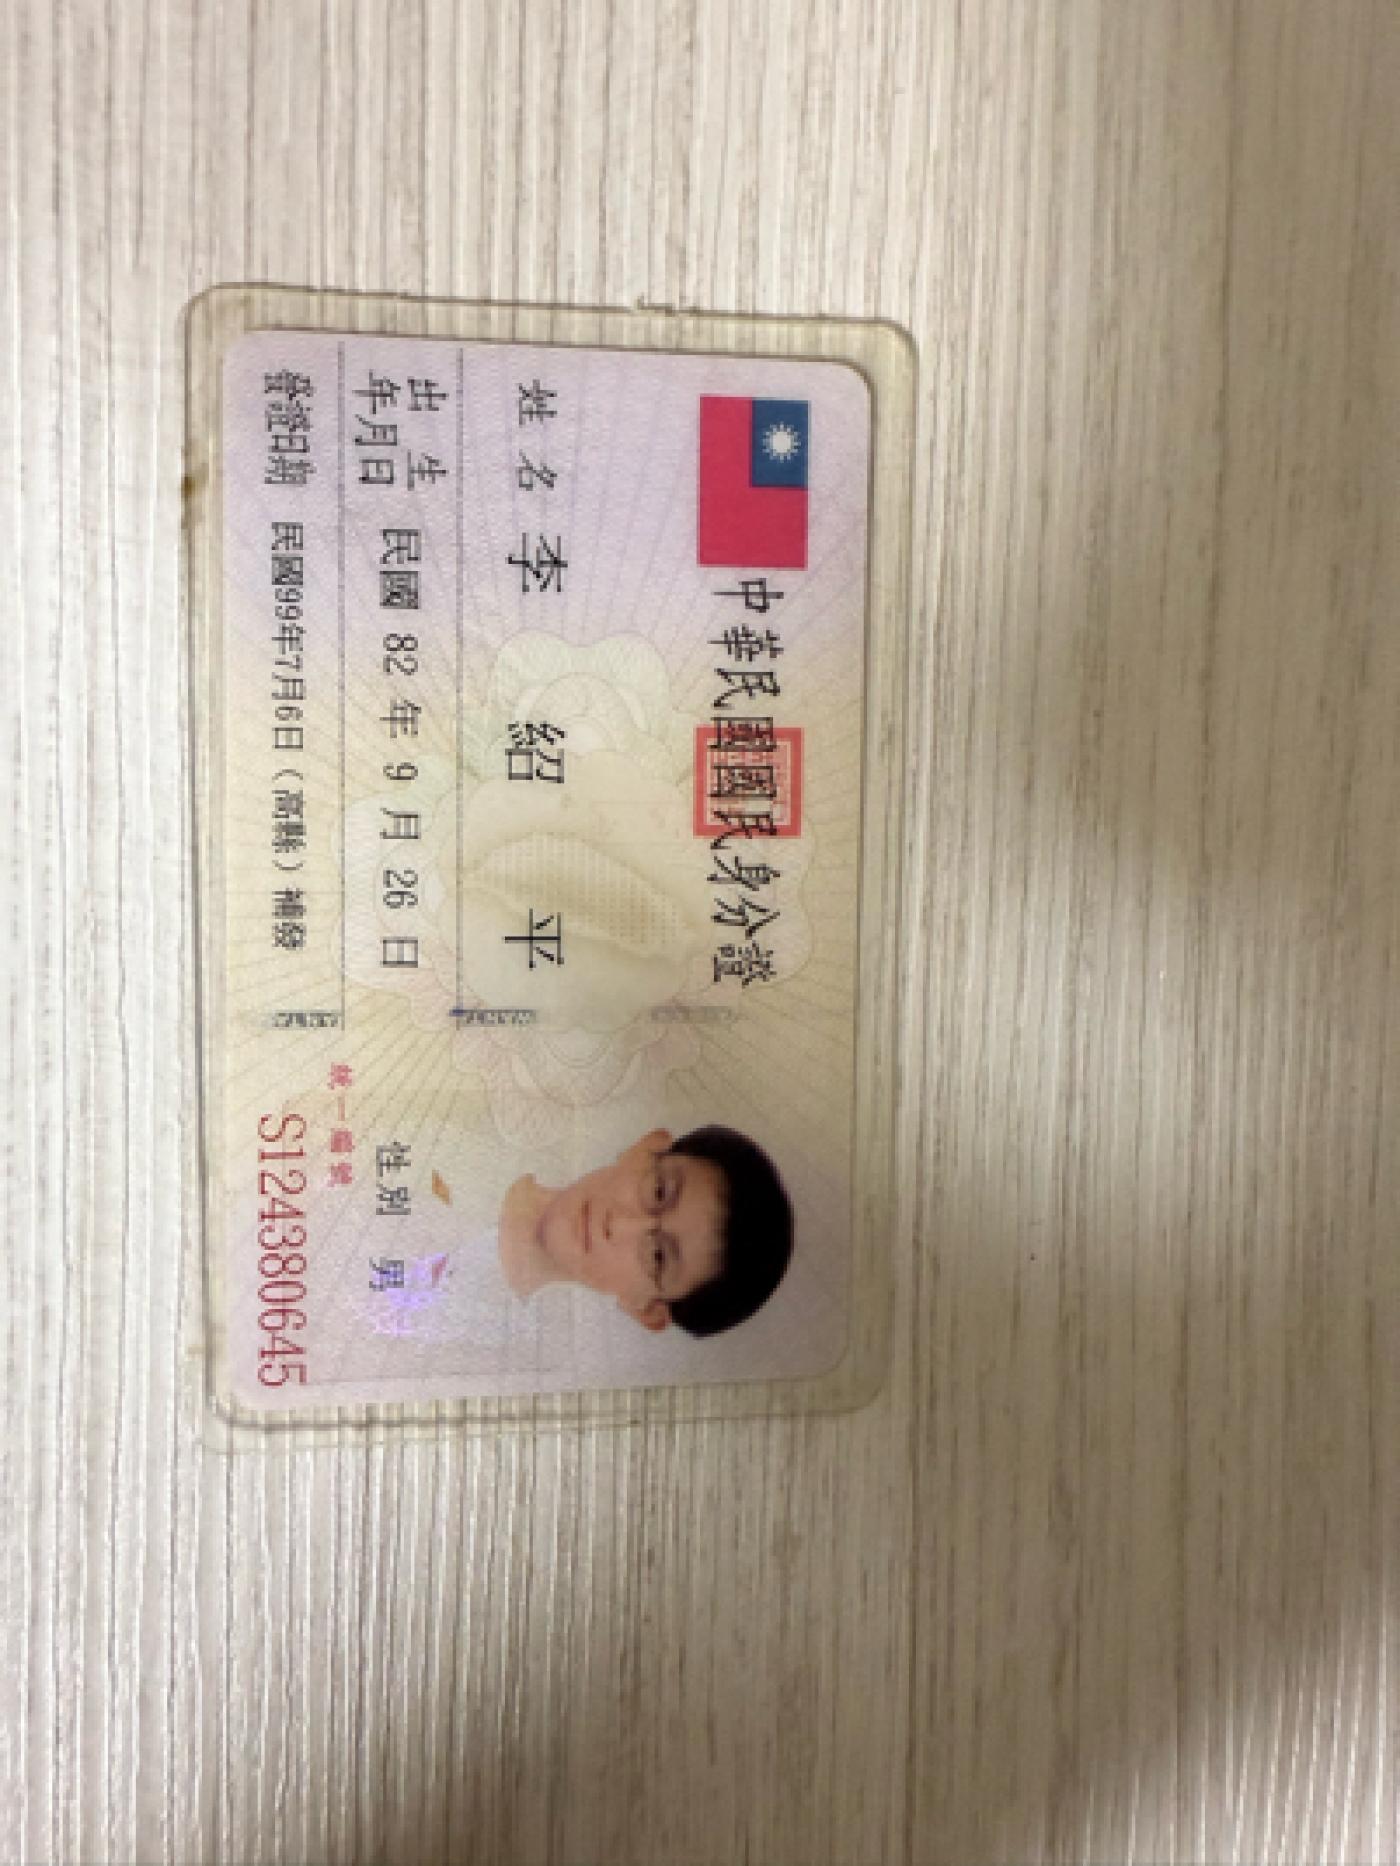 中華民國國民身分證
姓名 李紹平
出生年月日 民國 82 年 9 月 26 日
性別 男
發證日期 民國99年7月6日（高縣）補發
統一編號
S124380645